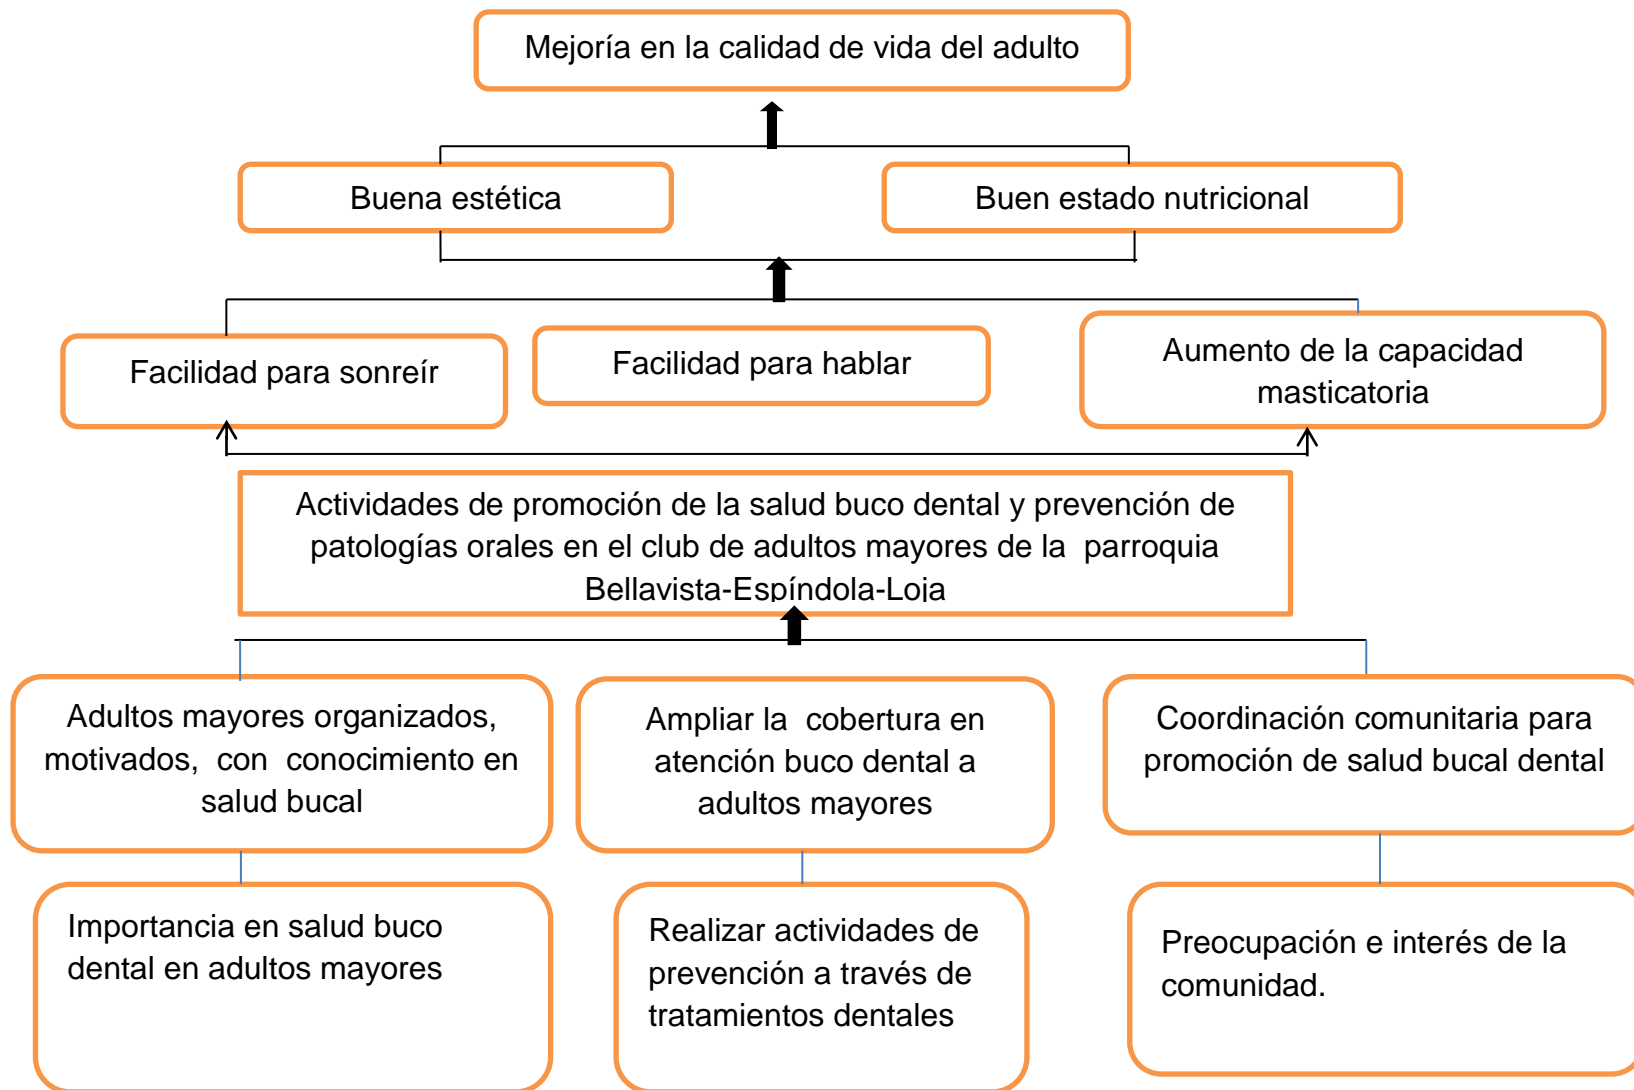 Mejoría en la calidad de vida del adulto
Buena estética
Buen estado nutricional
Facilidad para sonreír
Facilidad para hablar
Aumento de la capacidad
masticatoria
Actividades de promoción de la salud buco dental y prevención de
patologías orales en el club de adultos mayores de la  parroquia
Bellavista-Espíndola-Loja
Adultos mayores organizados,
motivados,  con  conocimiento en
salud bucal
Ampliar la  cobertura en
atención buco dental a
adultos mayores
Coordinación comunitaria para
promoción de salud bucal dental
Importancia en salud buco
dental en adultos mayores
Realizar actividades de
prevención a través de
tratamientos dentales
Preocupación e interés de la
comunidad.